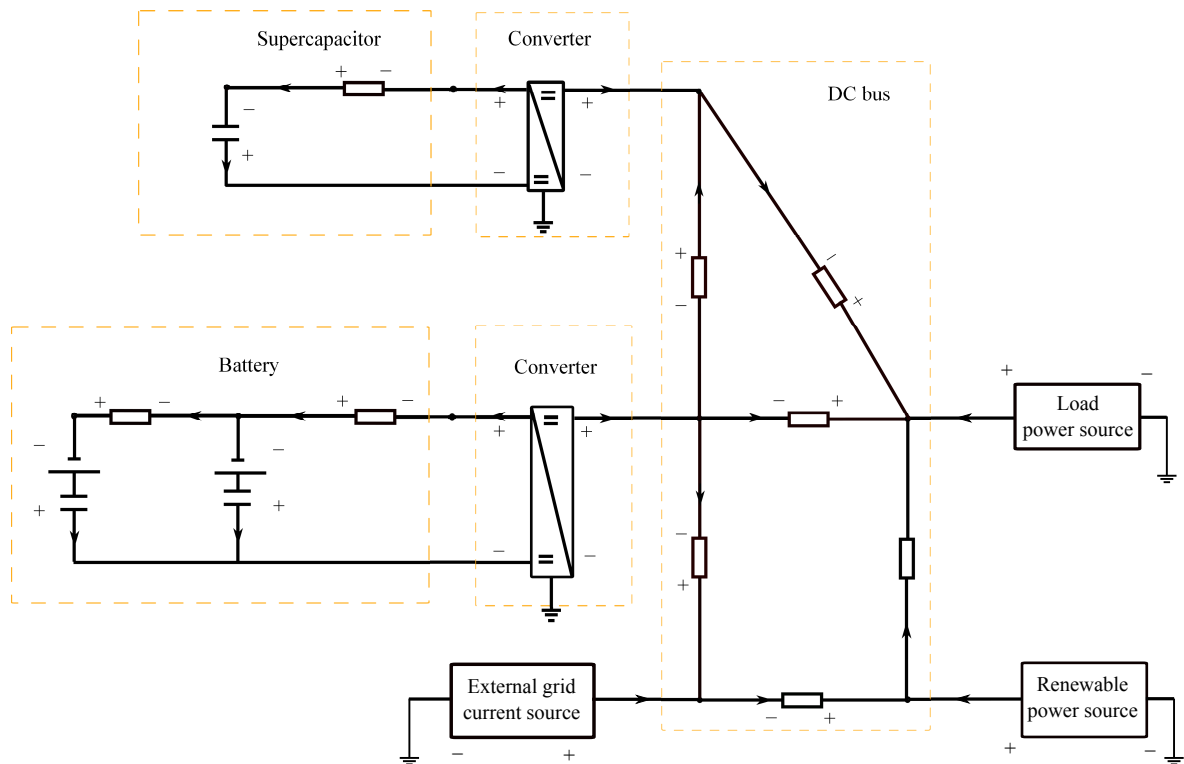 Supercapacitor
Converter
DC bus
+ −
−
+
+ +
− −
+
−
−
+
Battery
Converter
+ −
+ −
−
+
−
+
+ +
− −
− +
+ −
Load
power source
−
+
External grid
current source
− +
− +
Renewable
power source
+ −